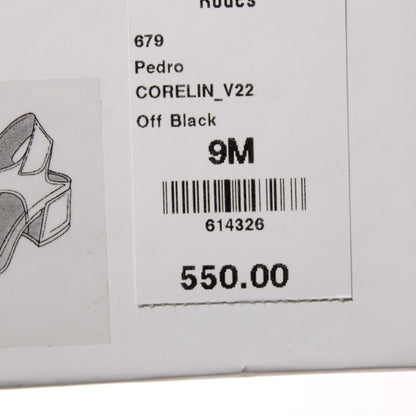 679
Pedro
CORELIN_V22
Off Black
9M
614326
550.00